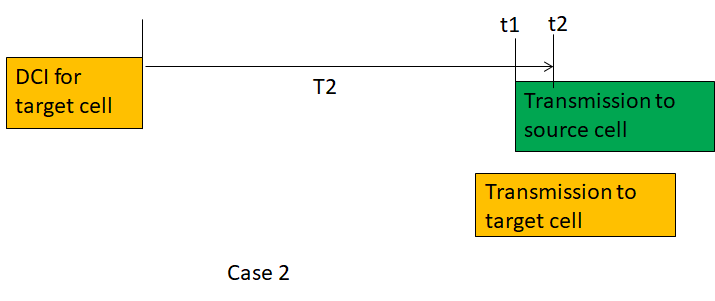 t1 t2
DCI for
target cell
T2
Transmission to
source cell
Transmission to
target cell
Case 2